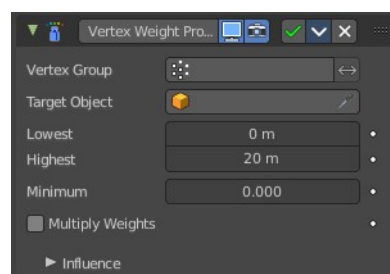 Vertex Weight Pro...
Vertex Group
Target Object
Lowest 0 m
Highest 20 m
Minimum 0.000
Multiply Weights
Influence